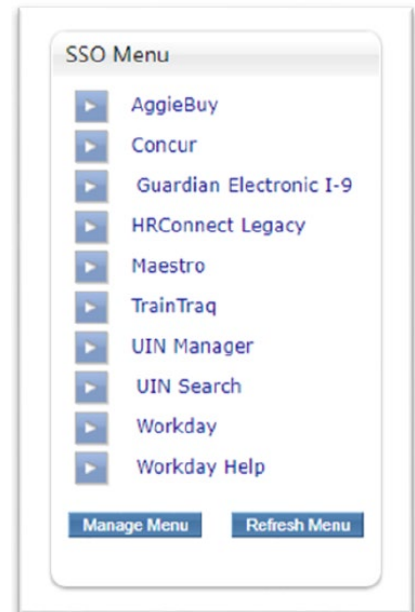 SSO Menu
AggieBuy
Concur
Guardian Electronic I-9
HRConnect Legacy
Maestro
TrainTraq
UIN Manager
UIN Search
Workday
Workday Help
Manage Menu Refresh Menu